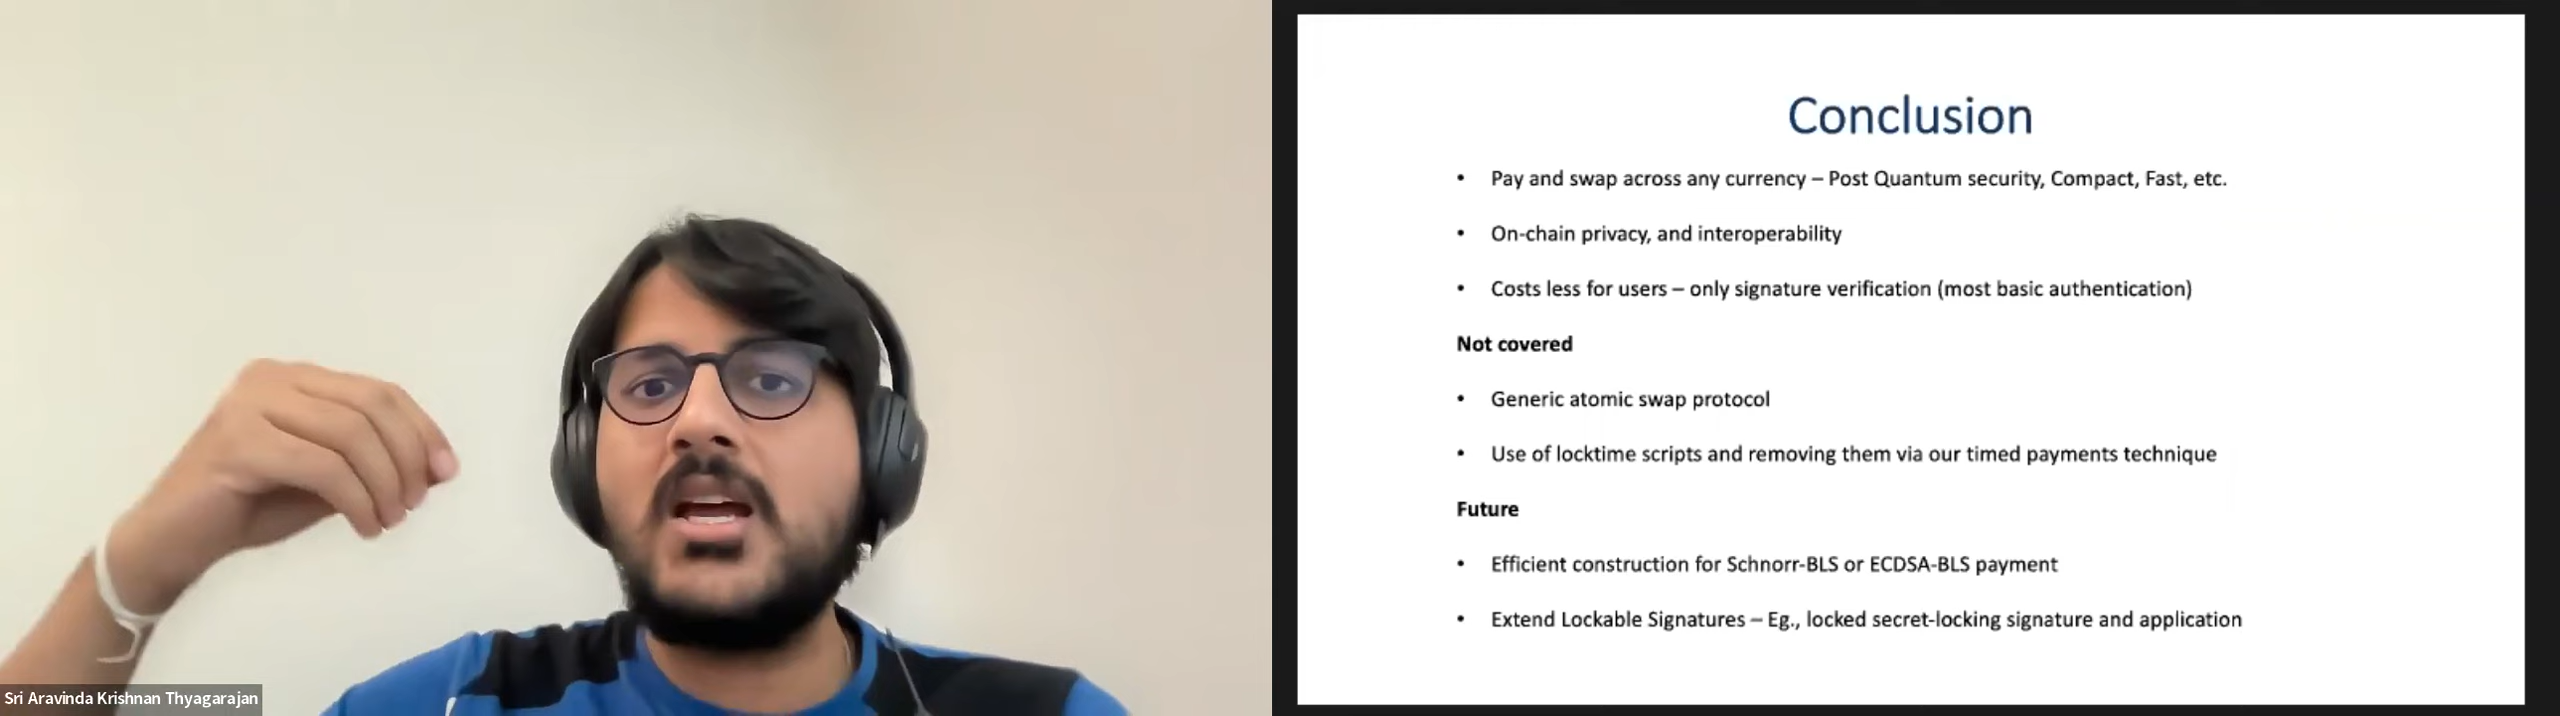 Sri Aravinda Krishnan Thyagarajan
Conclusion
• Pay and swap across any currency – Post Quantum security, Compact, Fast, etc.
• On-chain privacy, and interoperability
• Costs less for users – only signature verification (most basic authentication)
Not covered
• Generic atomic swap protocol
• Use of locktime scripts and removing them via our timed payments technique
Future
• Efficient construction for Schnorr-BLS or ECDSA-BLS payment
• Extend Lockable Signatures – Eg., locked secret-locking signature and application